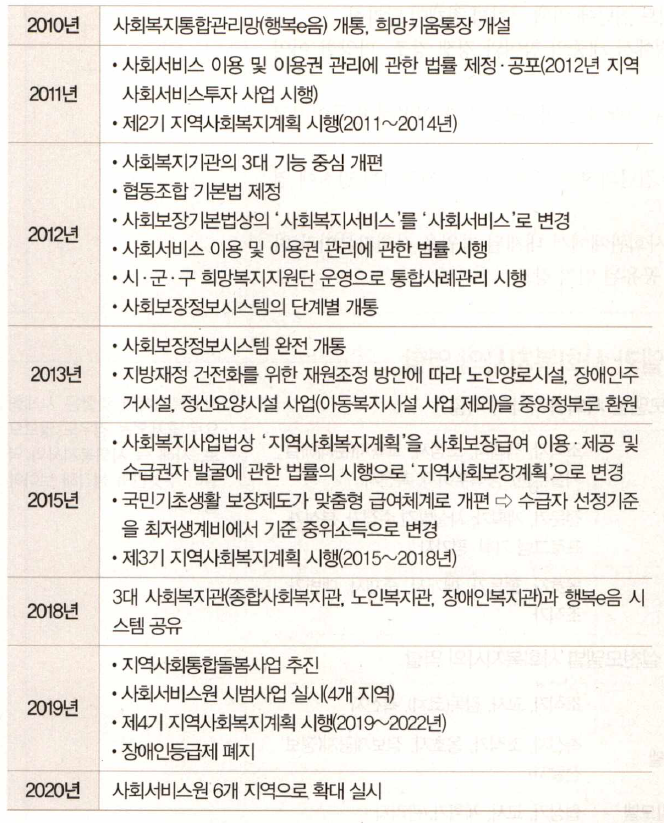 2010년 사회복지통합관리망(행복e음) 개통, 희망키움통장 개설
2011년
• 사회서비스 이용 및 이용권 관리에 관한 법률 제정·공포(2012년 지역
사회서비스투자 사업 시행)
• 제2기 지역사회복지계획 시행(2011～2014년)
2012년
• 사회복지기관의 3대 기능 중심 개편
• 협동조합 기본법 제정
• 사회보장기본법상의 ‘사회복지서비스’를 ‘사회서비스’로 변경
• 사회서비스 이용 및 이용권 관리에 관한 법률 시행
• 시·군·구 희망복지지원단 운영으로 통합사례관리 시행
• 사회보장정보시스템의 단계별 개통
2013년
• 사회보장정보시스템 완전 개통
• 지방재정 건전화를 위한 재원조정 방안에 따라 노인양로시설, 장애인주
거시설, 정신요양시설 사업(아동복지시설 사업 제외)을 중앙정부로 환원
2015년
• 사회복지사업법상 ‘지역사회복지계획’을 사회보장급여 이용·제공 및
수급권자 발굴에 관한 법률의 시행으로 ‘지역사회보장계획’으로 변경
• 국민기초생활 보장제도가 맞춤형 급여체계로 개편 ⇨ 수급자 선정기준
을 최저생계비에서 기준 중위소득으로 변경
• 제3기 지역사회복지계획 시행(2015～2018년)
2018년
3대 사회복지관(종합사회복지관, 노인복지관, 장애인복지관)과 행복e음 시
스템 공유
2019년
• 지역사회통합돌봄사업 추진
• 사회서비스원 시범사업 실시(4개 지역)
• 제4기 지역사회복지계획 시행(2019～2022년)
• 장애인등급제 폐지
2020년 사회서비스원 6개 지역으로 확대 실시